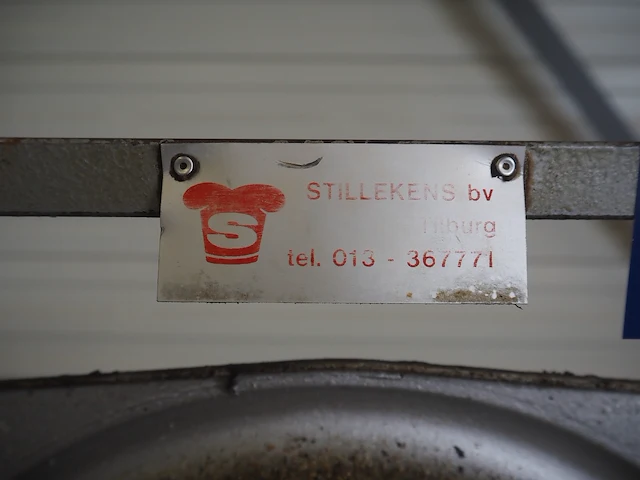 S
STILLEKENS bv
Tilburg
tel. 013 - 367771